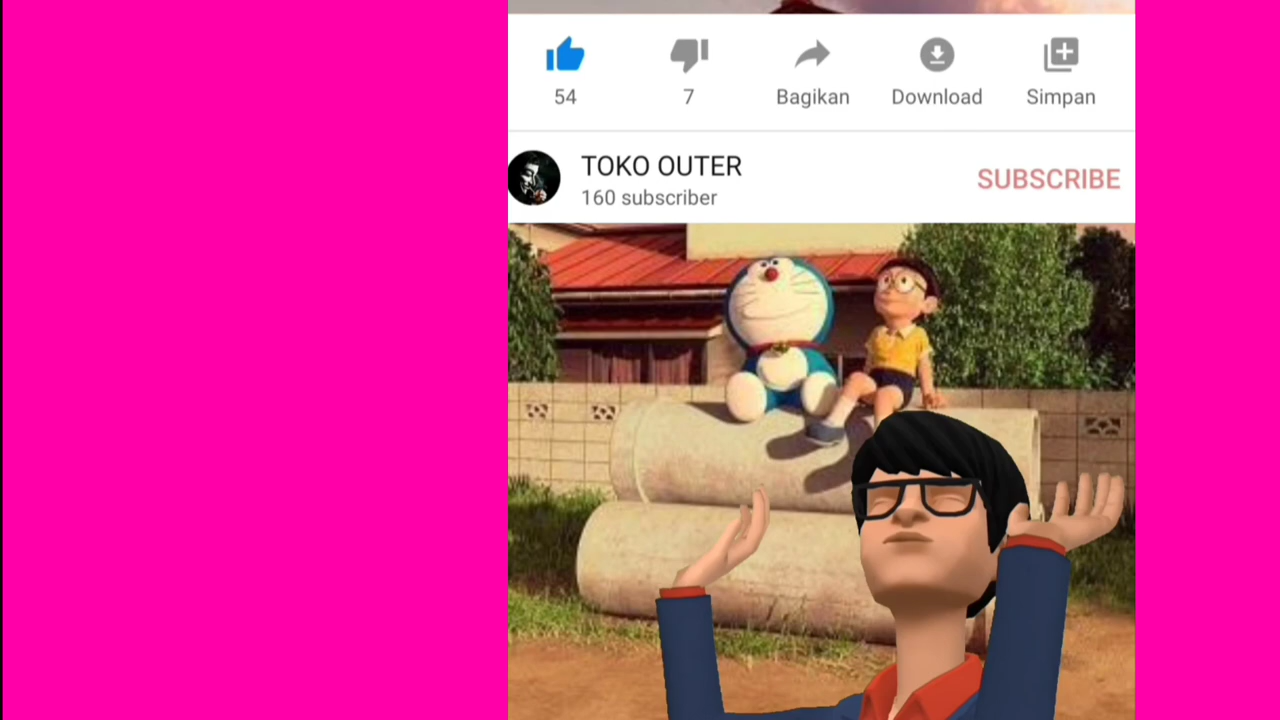 54
7
Bagikan
Download
Simpan
TOKO OUTER
160 subscriber
SUBSCRIBE